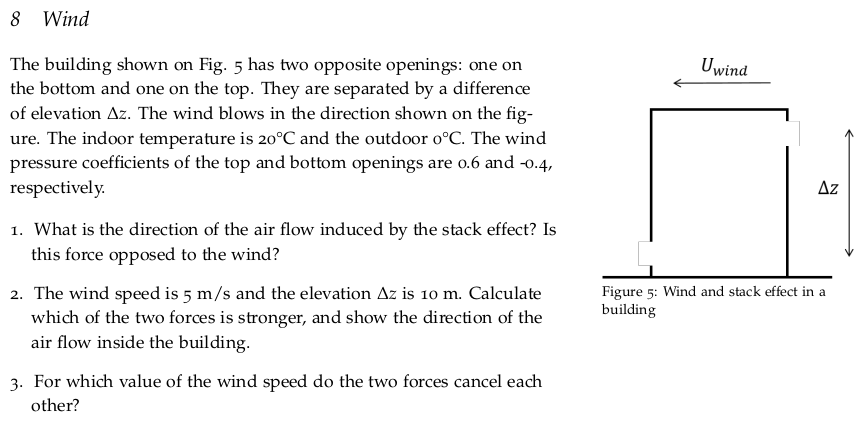 8 Wind
The building shown on Fig. 5 has two opposite openings: one on
the bottom and one on the top. They are separated by a difference
of elevation Δz. The wind blows in the direction shown on the fig-
ure. The indoor temperature is 20°C and the outdoor 0°C. The wind
pressure coefficients of the top and bottom openings are 0.6 and -0.4,
respectively.
1. What is the direction of the air flow induced by the stack effect? Is
this force opposed to the wind?
2. The wind speed is 5 m/s and the elevation Δz is 10 m. Calculate
which of the two forces is stronger, and show the direction of the
air flow inside the building.
3. For which value of the wind speed do the two forces cancel each
other?
U_wind
Δz
Figure 5: Wind and stack effect in a
building